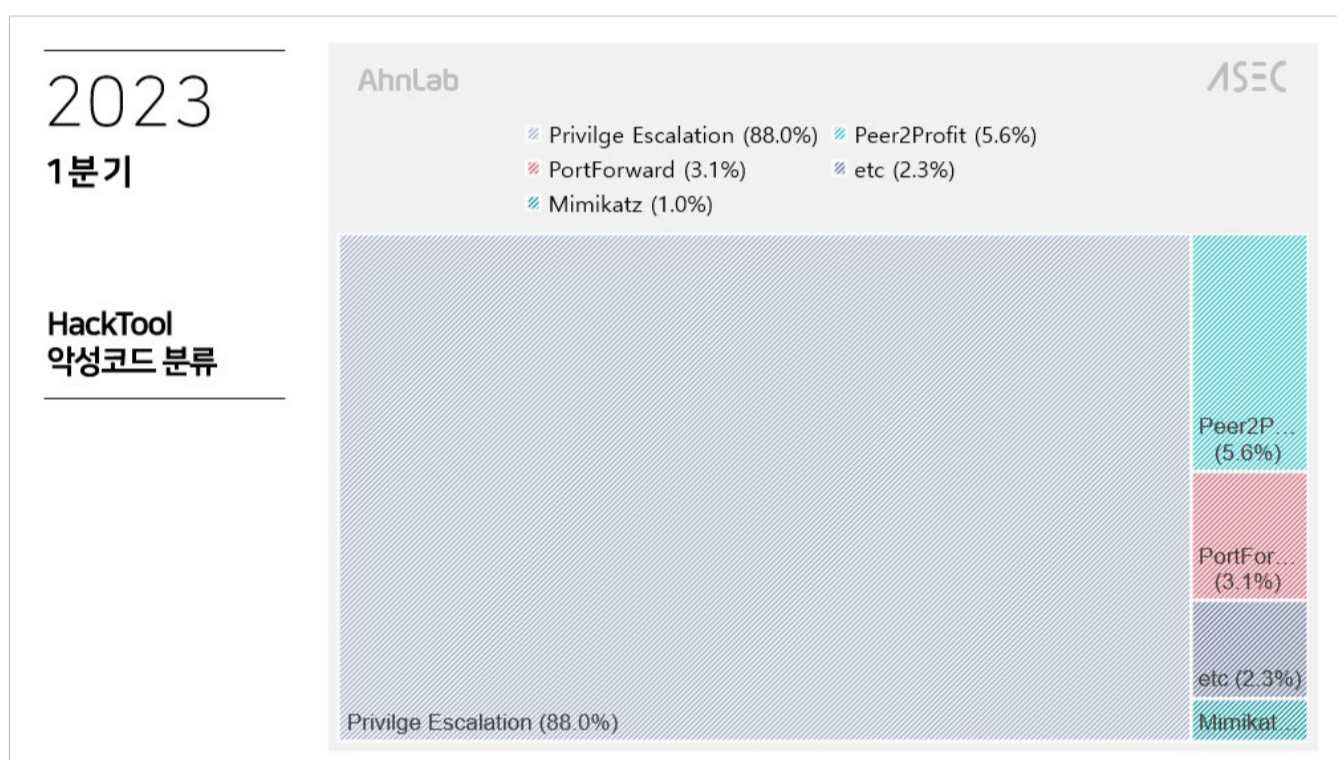 2023
1분기
HackTool
악성코드 분류
AhnLab
ASEC
Privilge Escalation (88.0%) Peer2Profit (5.6%)
PortForward (3.1%) etc (2.3%)
Mimikatz (1.0%)
Peer2P...
(5.6%)
PortFor...
(3.1%)
etc (2.3%)
Privilge Escalation (88.0%)
Mimikat...